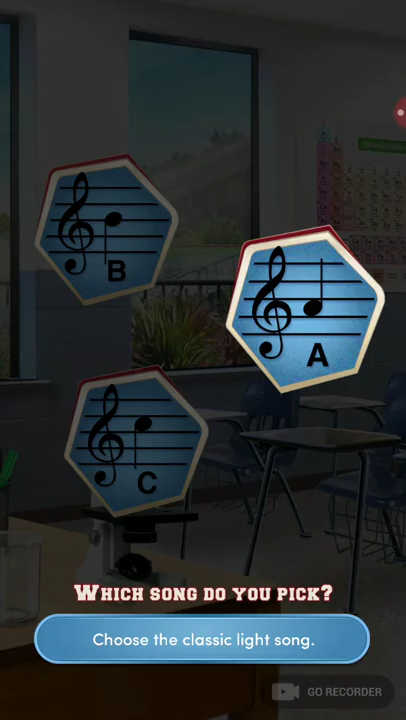 B
A
C
WHICH SONG DO YOU PICK?
Choose the classic light song.
GO RECORDER